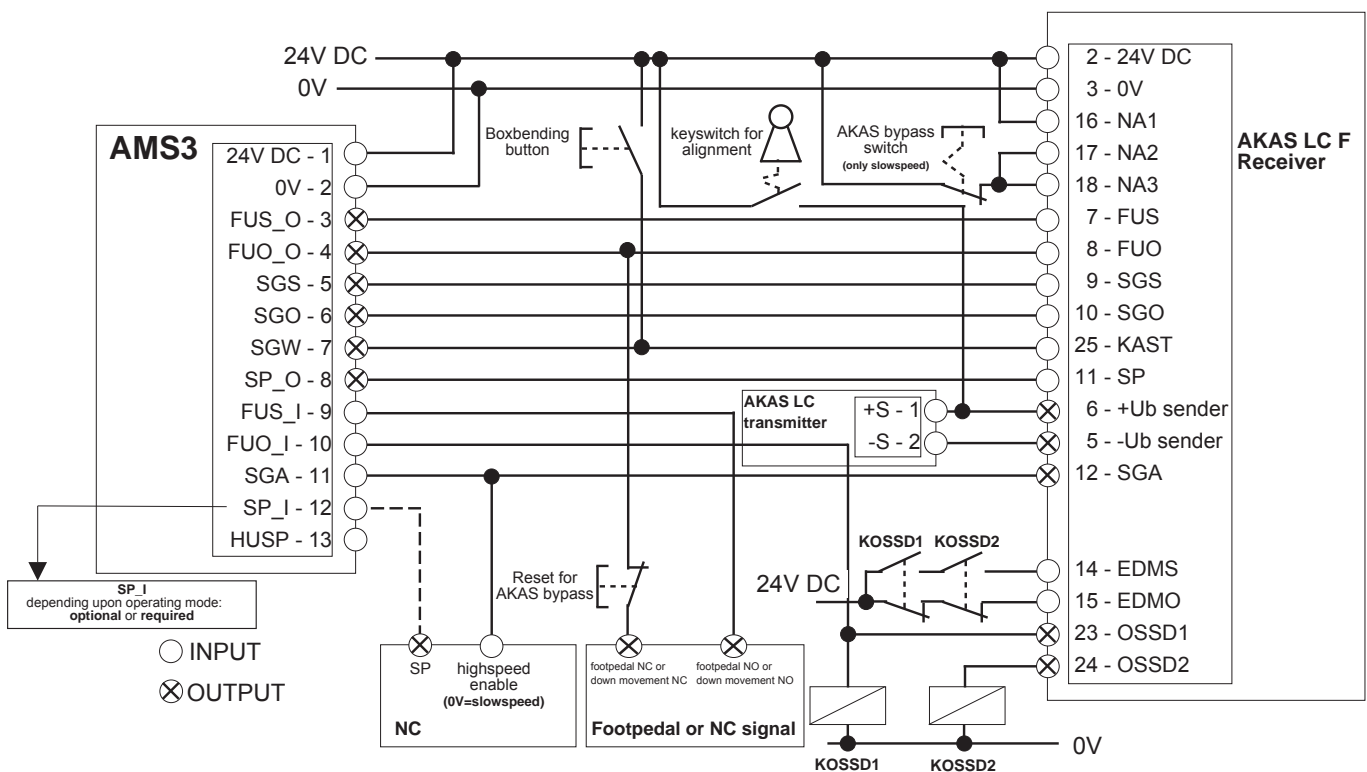 24V DC
0V
AMS3
24V DC - 1
0V - 2
FUS_O - 3
FUO_O - 4
SGS - 5
SGO - 6
SGW - 7
SP_O - 8
FUS_I - 9
FUO_I - 10
SGA - 11
SP_I - 12
HUSP - 13
SP_I
depending upon operating mode:
optional or required
INPUT
OUTPUT
Boxbending
button
keyswitch for
alignment
AKAS bypass
switch
(only slowspeed)
AKAS LC
transmitter
+S - 1
-S - 2
Reset for
AKAS bypass
SP
highspeed
enable
(0V=slowspeed)
NC
footpedal NC or
down movement NC
footpedal NO or
down movement NO
Footpedal or NC signal
KOSSD1
KOSSD2
24V DC
KOSSD1
KOSSD2
0V
2 - 24V DC
3 - 0V
16 - NA1
17 - NA2
18 - NA3
7 - FUS
8 - FUO
9 - SGS
10 - SGO
25 - KAST
11 - SP
6 - +Ub sender
5 - -Ub sender
12 - SGA
14 - EDMS
15 - EDMO
23 - OSSD1
24 - OSSD2
AKAS LC F
Receiver